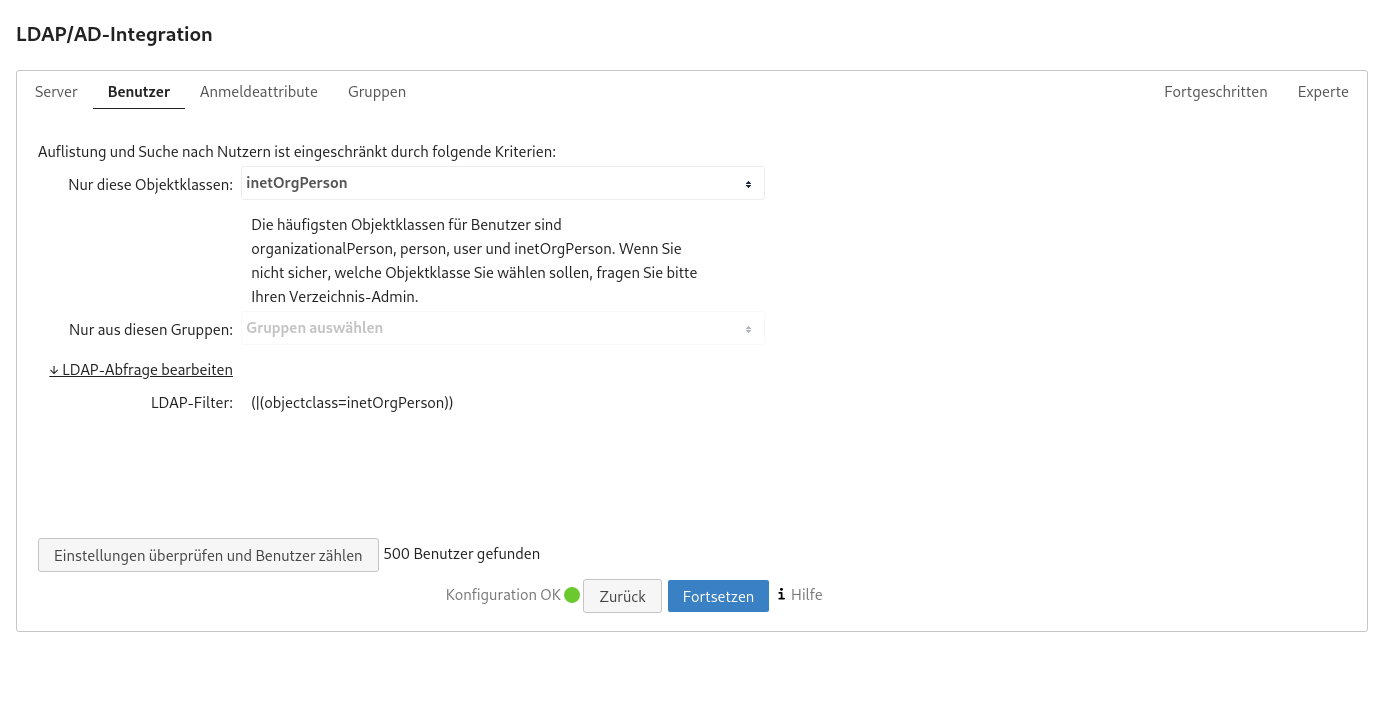 LDAP/AD-Integration
Server Benutzer Anmeldeattribute Gruppen Fortgeschritten Experte
Auflistung und Suche nach Nutzern ist eingeschränkt durch folgende Kriterien:
Nur diese Objektklassen: inetOrgPerson
Die häufigsten Objektklassen für Benutzer sind
organizationalPerson, person, user und inetOrgPerson. Wenn Sie
nicht sicher, welche Objektklasse Sie wählen sollen, fragen Sie bitte
Ihren Verzeichnis-Admin.
Nur aus diesen Gruppen: Gruppen auswählen
↓ LDAP-Abfrage bearbeiten
LDAP-Filter: (|(objectclass=inetOrgPerson))
Einstellungen überprüfen und Benutzer zählen 500 Benutzer gefunden
Konfiguration OK Zurück Fortsetzen i Hilfe